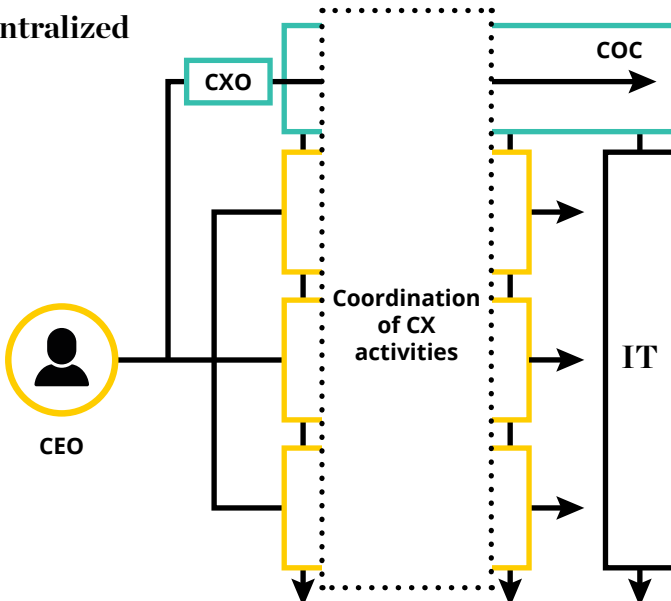 ntralized
COC
CXO
Coordination
of CX
activities
IT
CEO